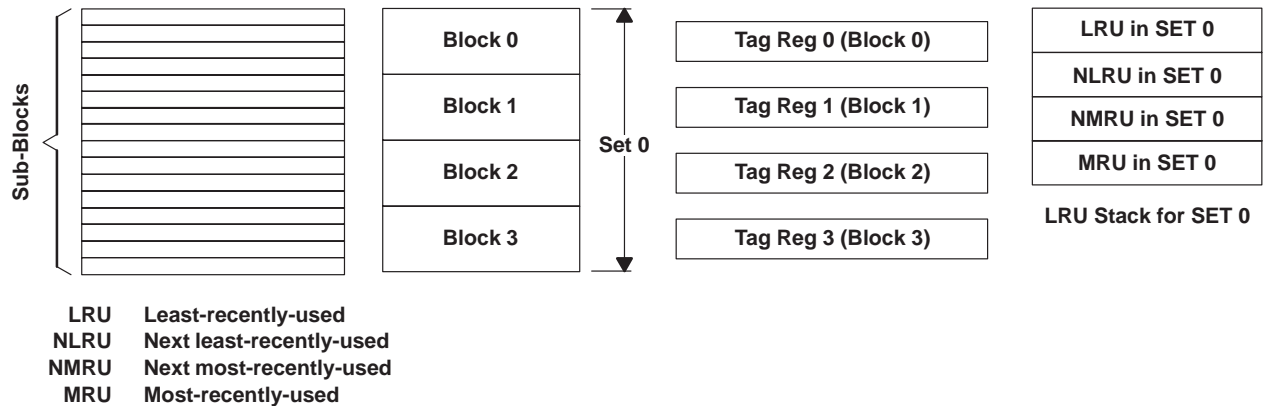 Sub-Blocks
Block 0
Block 1
Block 2
Block 3
Set 0
Tag Reg 0 (Block 0)
Tag Reg 1 (Block 1)
Tag Reg 2 (Block 2)
Tag Reg 3 (Block 3)
LRU in SET 0
NLRU in SET 0
NMRU in SET 0
MRU in SET 0
LRU Stack for SET 0
LRU Least-recently-used
NLRU Next least-recently-used
NMRU Next most-recently-used
MRU Most-recently-used